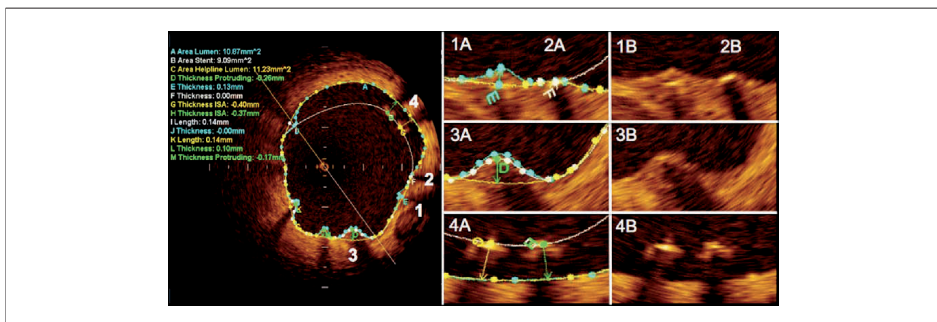 A Area Lumen: 10.87mm^2
B Area Stent: 9.09mm^2
C Area Helpline Lumen: 11.23mm^2
D Thickness Protruding: -0.26mm
E Thickness: 0.13mm
F Thickness: 0.00mm
G Thickness ISA: -0.40mm
H Thickness ISA: -0.37mm
I Length: 0.14mm
J Thickness: -0.00mm
K Length: 0.14mm
L Thickness: 0.10mm
M Thickness Protruding: -0.17mm
A
4
2
1
3
1A 2A
E F
1B 2B
3A
D
3B
4A
4B